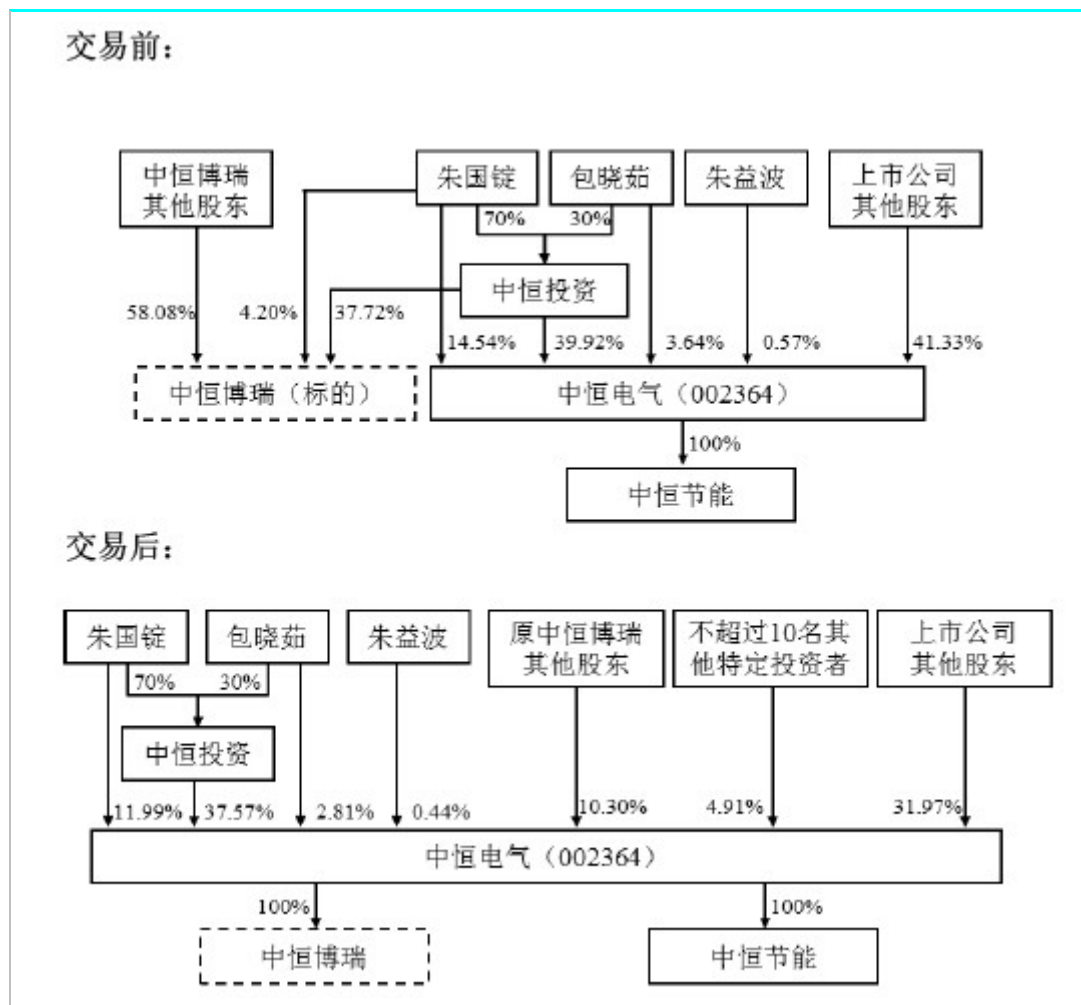 交易前：
中恒博瑞
其他股东
朱国锭
包晓茹
朱益波
上市公司
其他股东
70%
30%
中恒投资
58.08%
4.20%
37.72%
14.54%
39.92%
3.64%
0.57%
41.33%
中恒博瑞（标的）
中恒电气（002364）
100%
中恒节能
交易后：
朱国锭
包晓茹
朱益波
原中恒博瑞
其他股东
不超过10名其
他特定投资者
上市公司
其他股东
70%
30%
中恒投资
11.99%
37.57%
2.81%
0.44%
10.30%
4.91%
31.97%
中恒电气（002364）
100%
100%
中恒博瑞
中恒节能